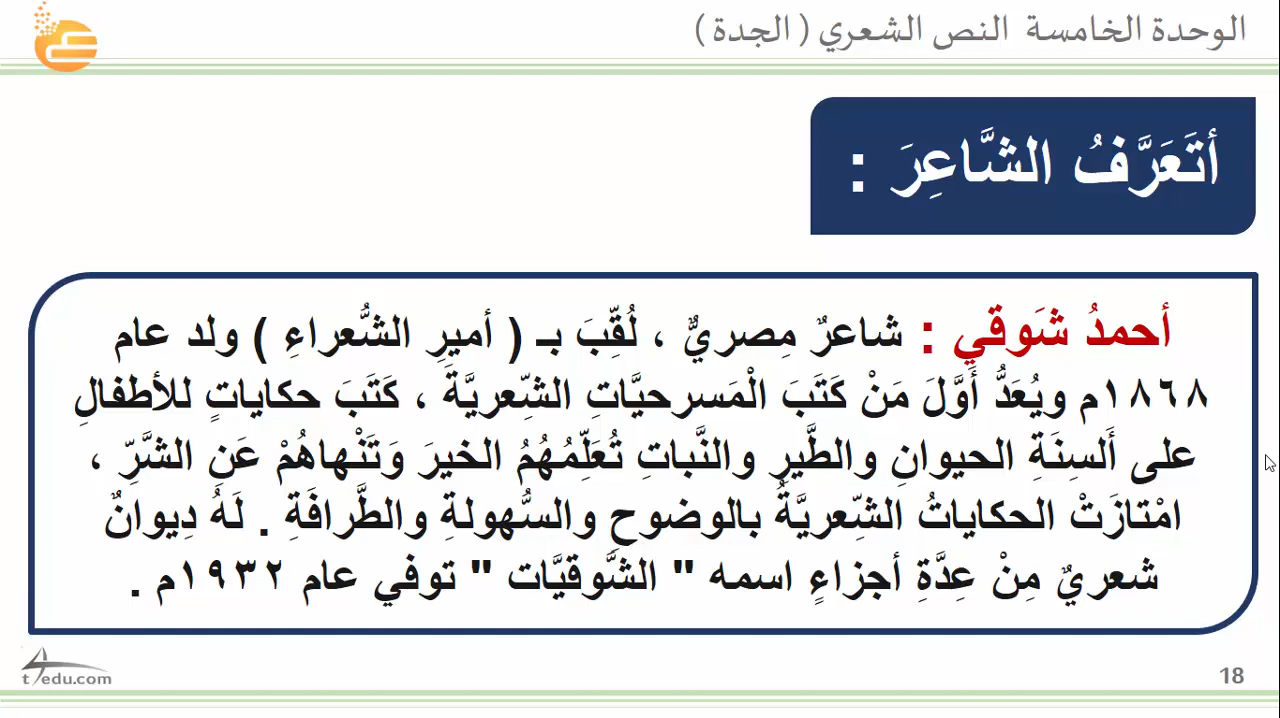 الوحدة الخامسة النص الشعري ( الجدة )
أتَعَرَّفُ الشَّاعِرَ :
أحمدُ شَوقي : شاعرٌ مِصريٌّ ، لُقِّبَ بـ ( أميرِ الشُّعراءِ ) ولد عام
١٨٦٨م ويُعَدُّ أَوَّلَ مَنْ كَتَبَ الْمَسرحيَّاتِ الشِّعريَّةَ ، كَتَبَ حكاياتٍ للأطفالِ
على أَلسِنَةِ الحيوانِ والطَّيرِ والنَّباتِ تُعَلِّمُهُمُ الخيرَ وَتَنْهاهُمْ عَنِ الشَّرِّ ،
امْتازَتْ الحكاياتُ الشِّعريَّةُ بالوضوحِ والسُّهولةِ والطَّرافَةِ . لَهُ دِيوانٌ
شعريٌ مِنْ عِدَّةِ أجزاءٍ اسمه " الشَّوقيَّات " توفي عام ١٩٣٢م .
t4edu.com
18